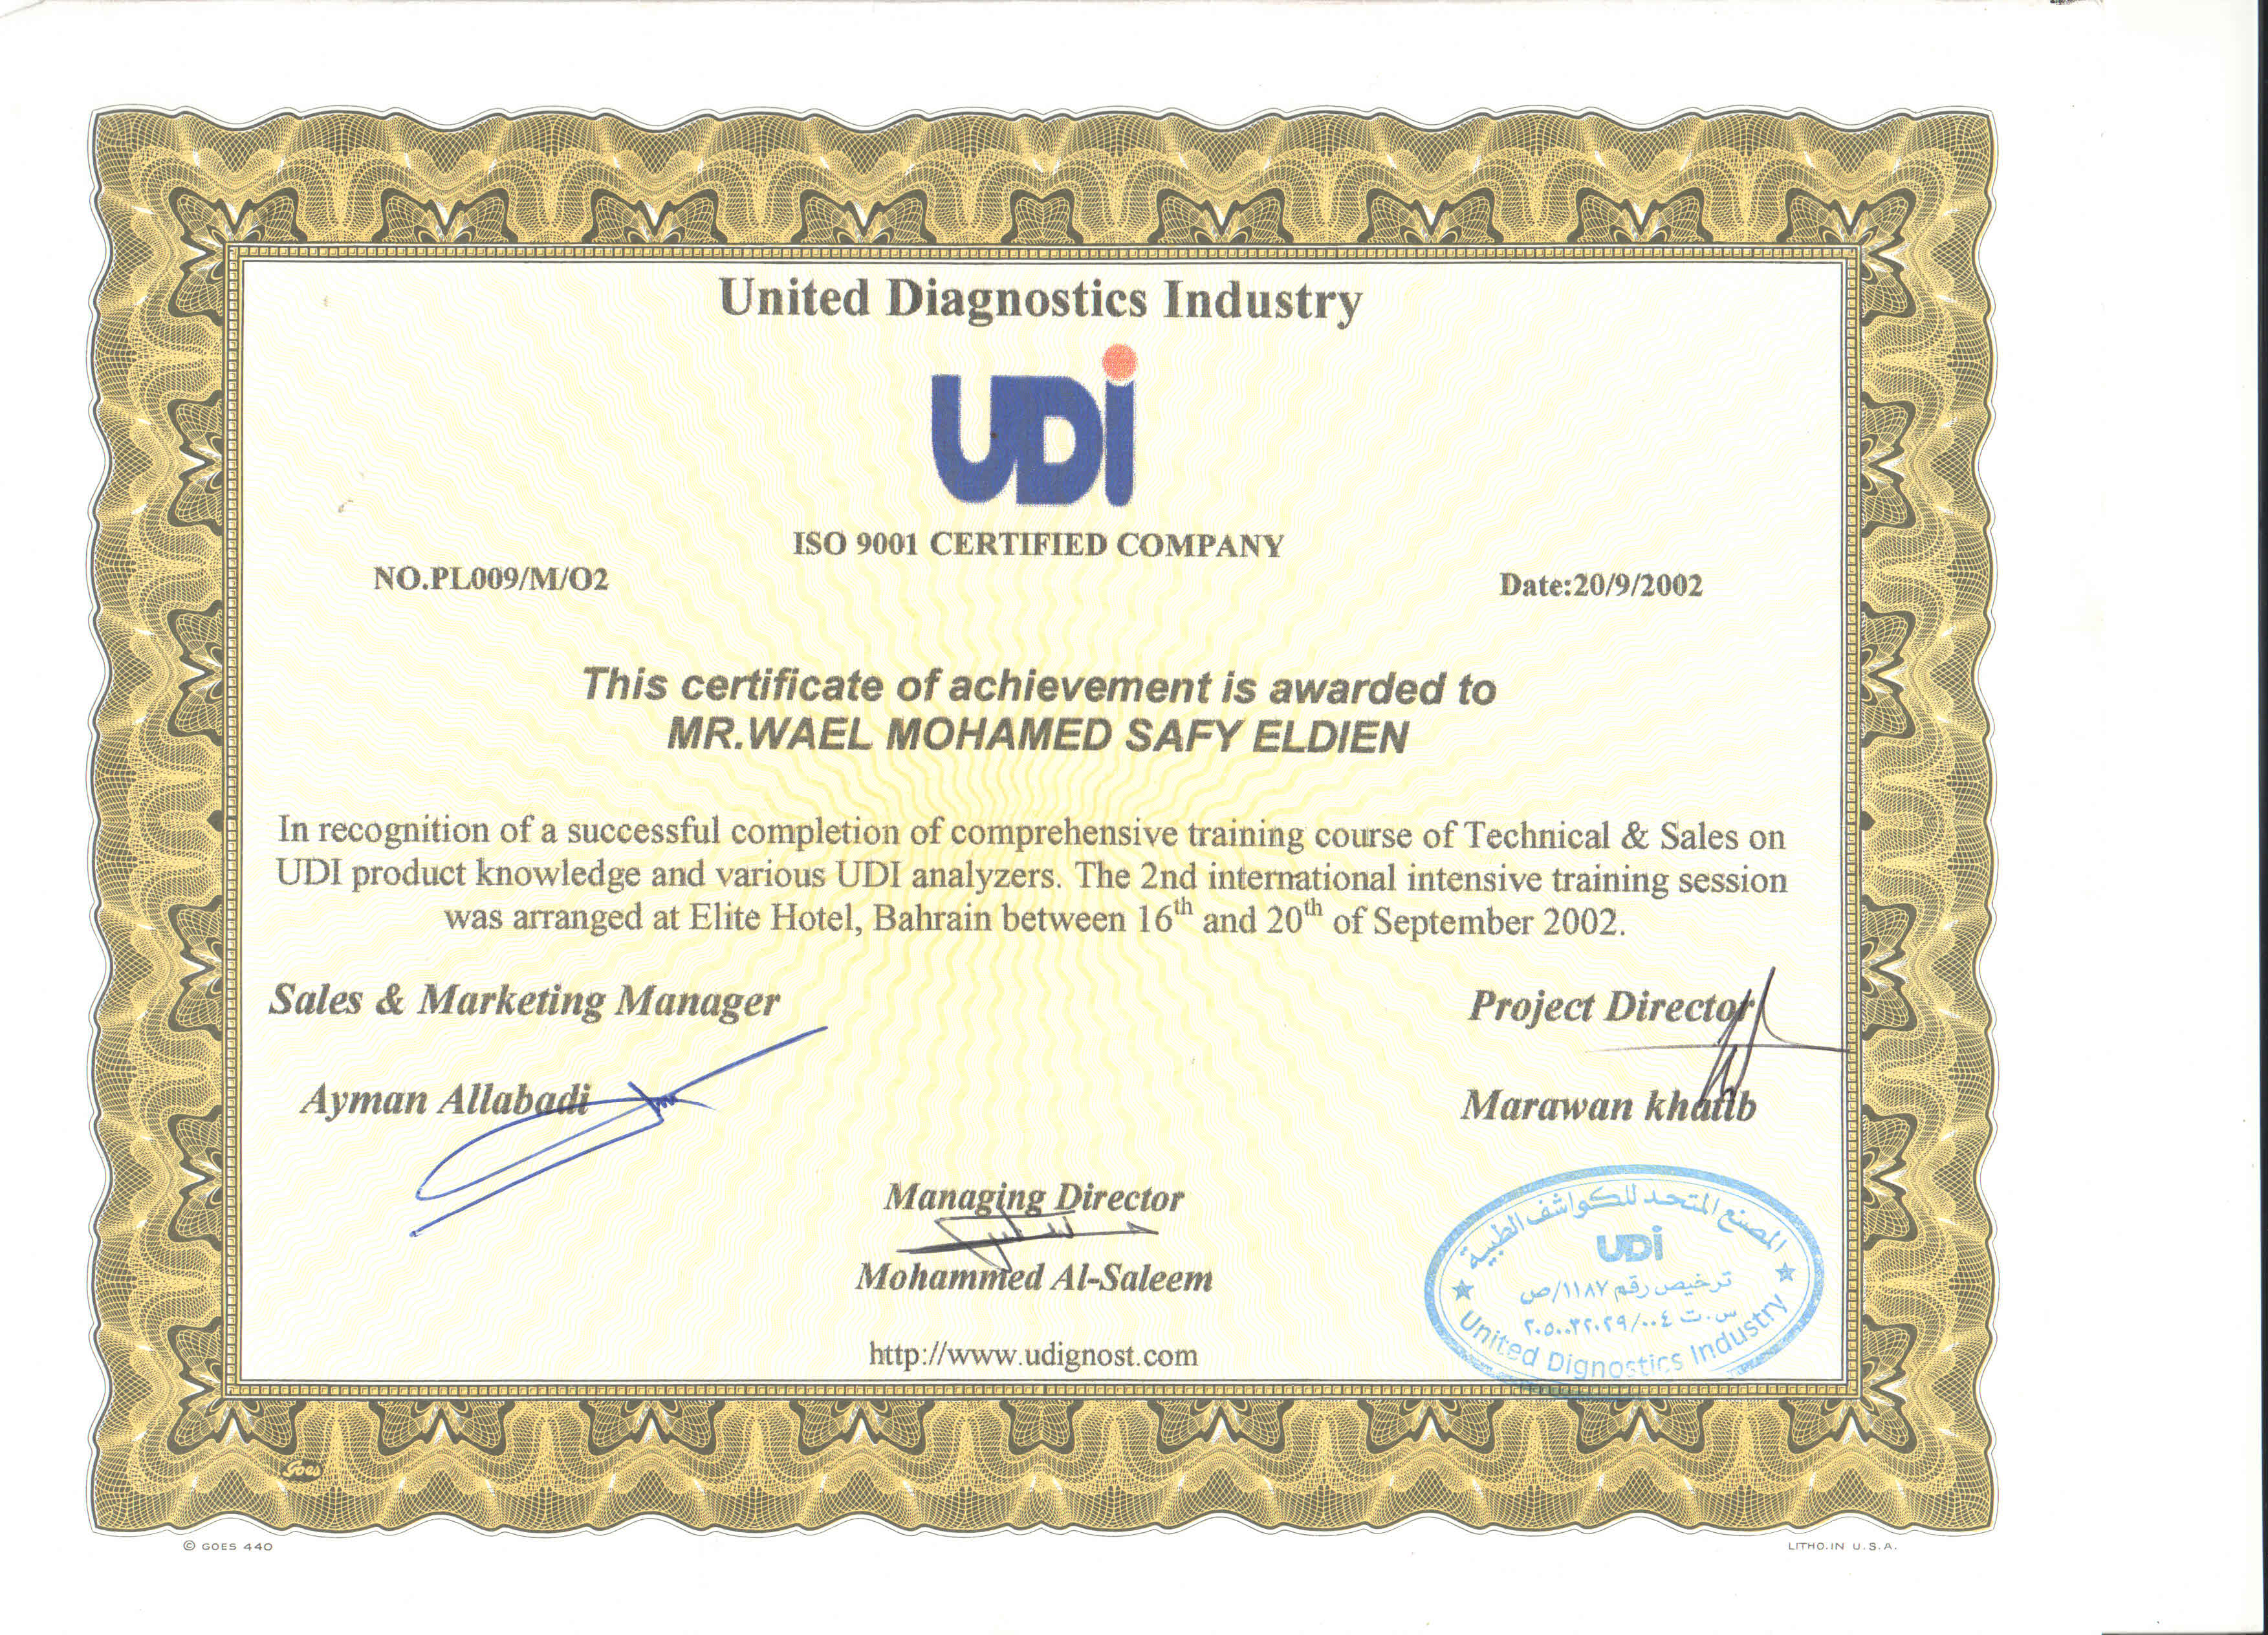 United Diagnostics Industry
UDi
ISO 9001 CERTIFIED COMPANY
NO.PL009/M/O2
Date:20/9/2002
This certificate of achievement is awarded to
MR.WAEL MOHAMED SAFY ELDIEN
In recognition of a successful completion of comprehensive training course of Technical & Sales on
UDI product knowledge and various UDI analyzers. The 2nd international intensive training session
was arranged at Elite Hotel, Bahrain between 16th and 20th of September 2002.
Sales & Marketing Manager
Project Director
Ayman Allabadi
Marawan khatib
Managing Director
Mohammed Al-Saleem
http://www.udignost.com
المصنع المتحد للكواشف الطبية
UDi
ترخيص رقم ١١٨٧/ص
س.ت ٢٠٥٠٠٣٢٠٢٩/٠٠٤
United Dignostics Industry
Goes
© GOES 440
LITHO.IN U.S.A.